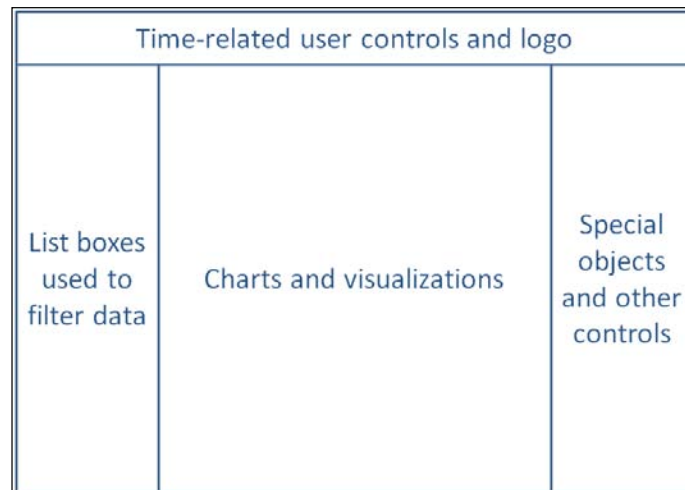 Time-related user controls and logo
List boxes
used to
filter data
Charts and visualizations
Special
objects
and other
controls